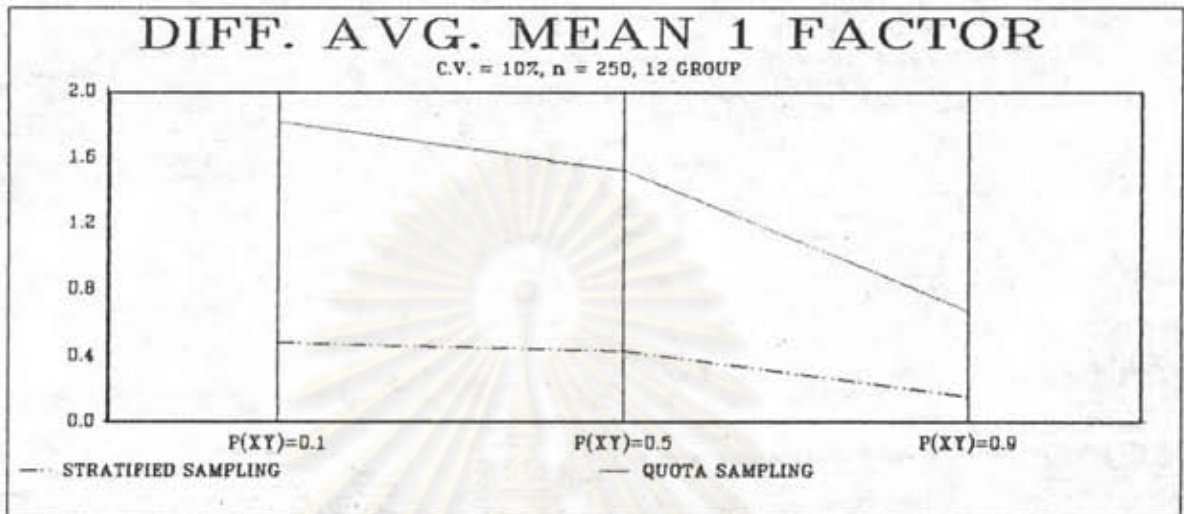 DIFF. AVG. MEAN 1 FACTOR
C.V. = 10%, n = 250, 12 GROUP
2.0
1.6
1.2
0.8
0.4
0.0
P(XY)=0.1 P(XY)=0.5 P(XY)=0.9
STRATIFIED SAMPLING QUOTA SAMPLING